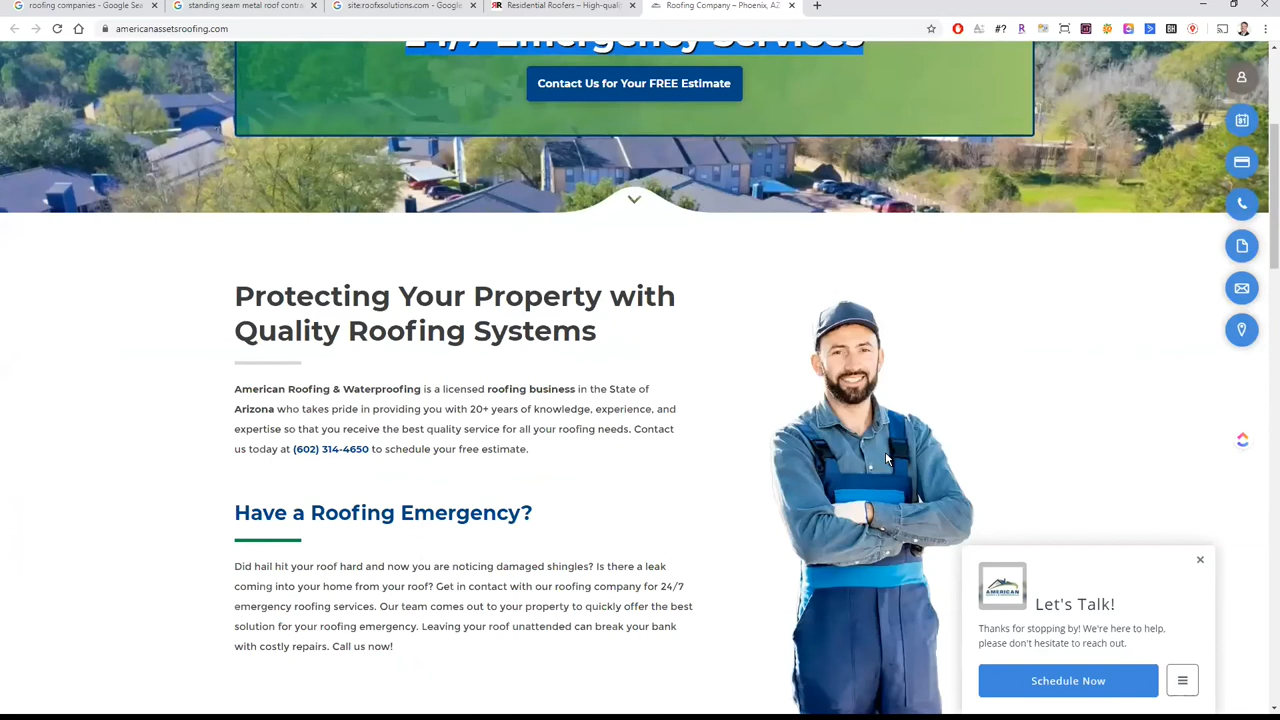 roofing companies - Google Sea
standing seam metal roof contra
site:roofsolutions.com - Google
Residential Roofers – High-quali
Roofing Company – Phoenix, AZ
americanassetsroofing.com
24/7 Emergency Services
Contact Us for Your FREE Estimate
Protecting Your Property with
Quality Roofing Systems
American Roofing & Waterproofing is a licensed roofing business in the State of
Arizona who takes pride in providing you with 20+ years of knowledge, experience, and
expertise so that you receive the best quality service for all your roofing needs. Contact
us today at (602) 314-4650 to schedule your free estimate.
Have a Roofing Emergency?
Did hail hit your roof hard and now you are noticing damaged shingles? Is there a leak
coming into your home from your roof? Get in contact with our roofing company for 24/7
emergency roofing services. Our team comes out to your property to quickly offer the best
solution for your roofing emergency. Leaving your roof unattended can break your bank
with costly repairs. Call us now!
AMERICAN
Let's Talk!
Thanks for stopping by! We're here to help,
please don't hesitate to reach out.
Schedule Now